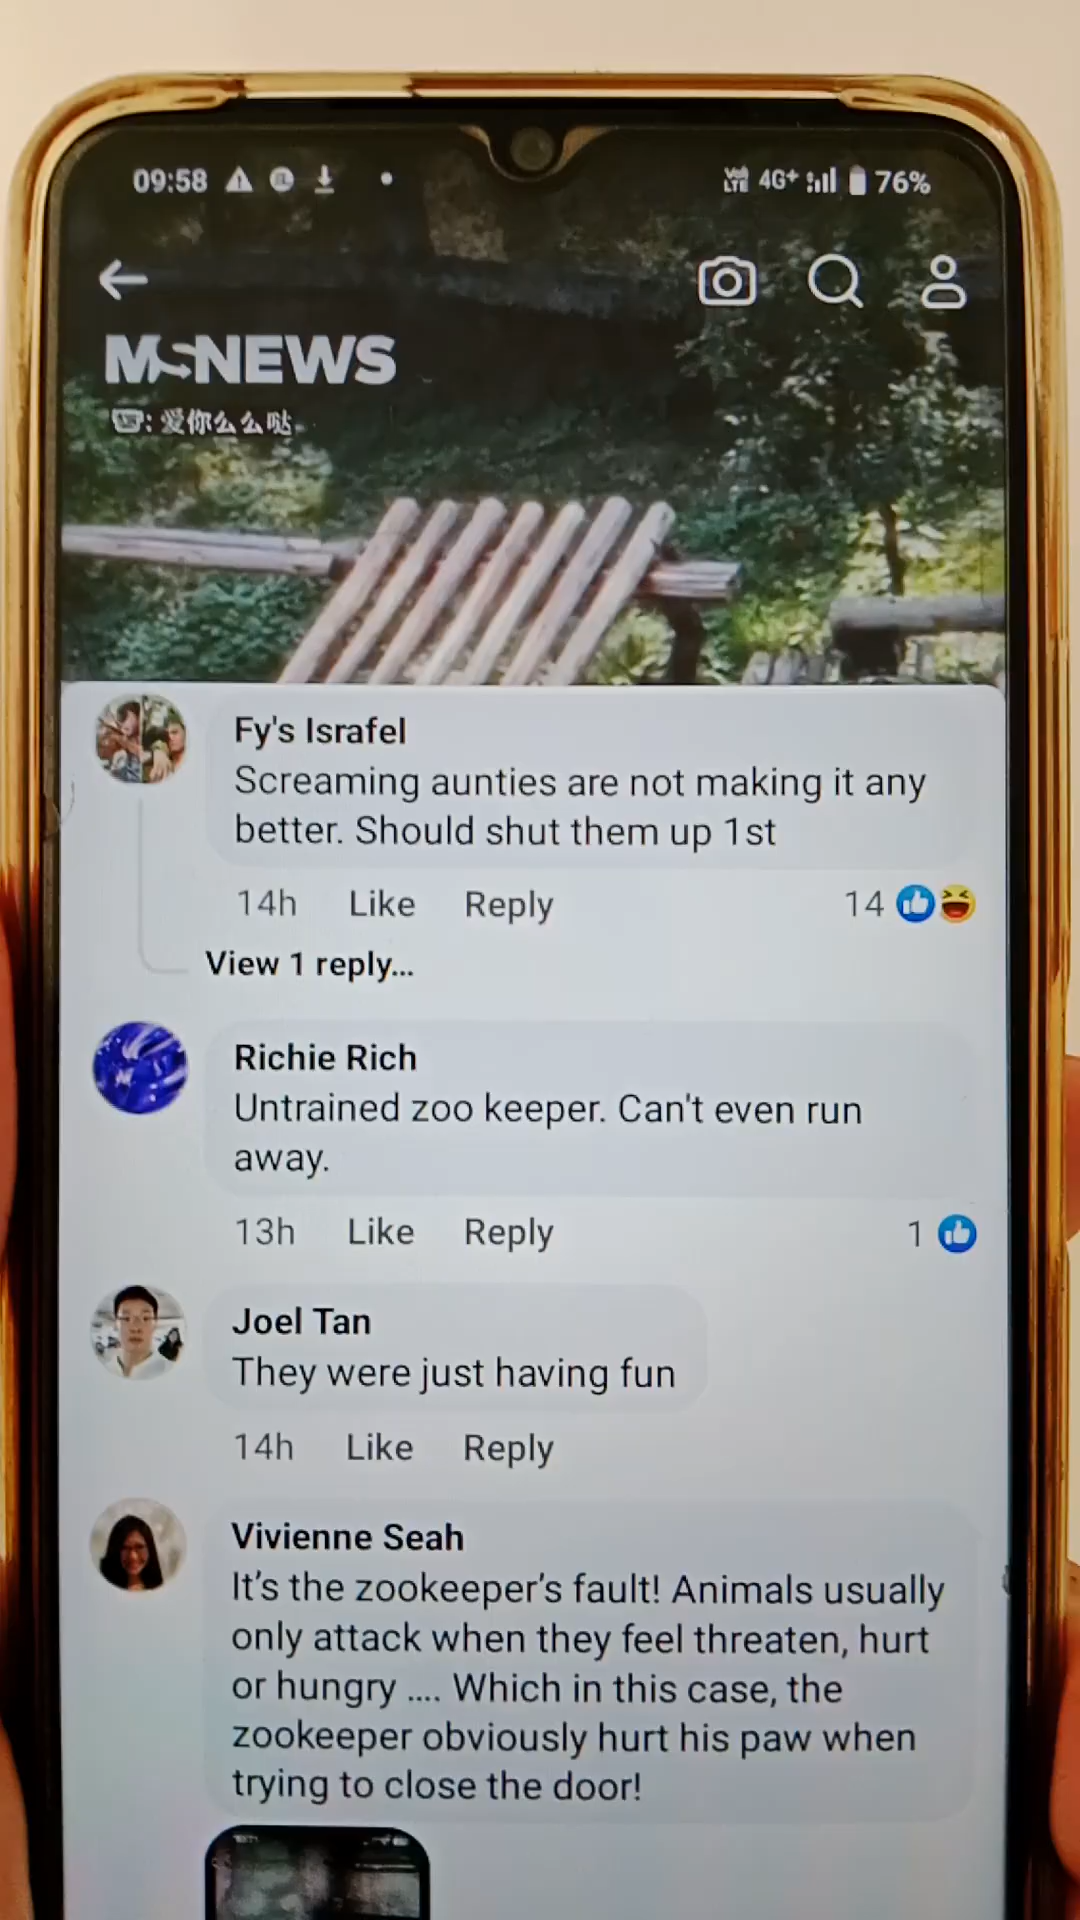 09:58
VoLTE 4G+ 76%
MSNEWS
: 爱你么么哒
Fy's Israfel
Screaming aunties are not making it any
better. Should shut them up 1st
14h Like Reply 14
View 1 reply...
Richie Rich
Untrained zoo keeper. Can't even run
away.
13h Like Reply 1
Joel Tan
They were just having fun
14h Like Reply
Vivienne Seah
It's the zookeeper's fault! Animals usually
only attack when they feel threaten, hurt
or hungry .... Which in this case, the
zookeeper obviously hurt his paw when
trying to close the door!